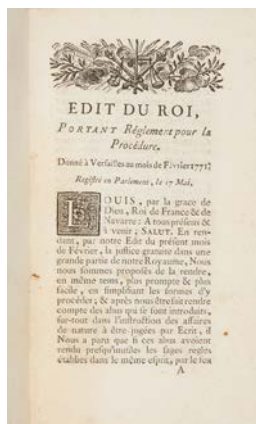 EDIT DU ROI,
PORTANT Réglement pour la
Procédure.
Donné à Versailles au mois de Février 1771.
Registré en Parlement, le 17 Mai.
LOUIS, par la grace de
Dieu, Roi de France & de
Navarre: A tous présens &
à venir; SALUT. En ren-
dant, par notre Edit du présent mois
de Février, la justice gratuite dans une
grande partie de notre Royaume, Nous
nous sommes proposés de la rendre,
en même tems, plus prompte & plus
facile, en simplifiant les formes d'y
procéder; & après nous être fait rendre
compte des abus qui se sont introduits,
sur-tout dans l'instruction des affaires
de nature à être jugées par Ecrit, il
Nous a paru que si ces abus avoient
rendu presqu'inutiles les sages regles
établies dans le même esprit, par le feu
A